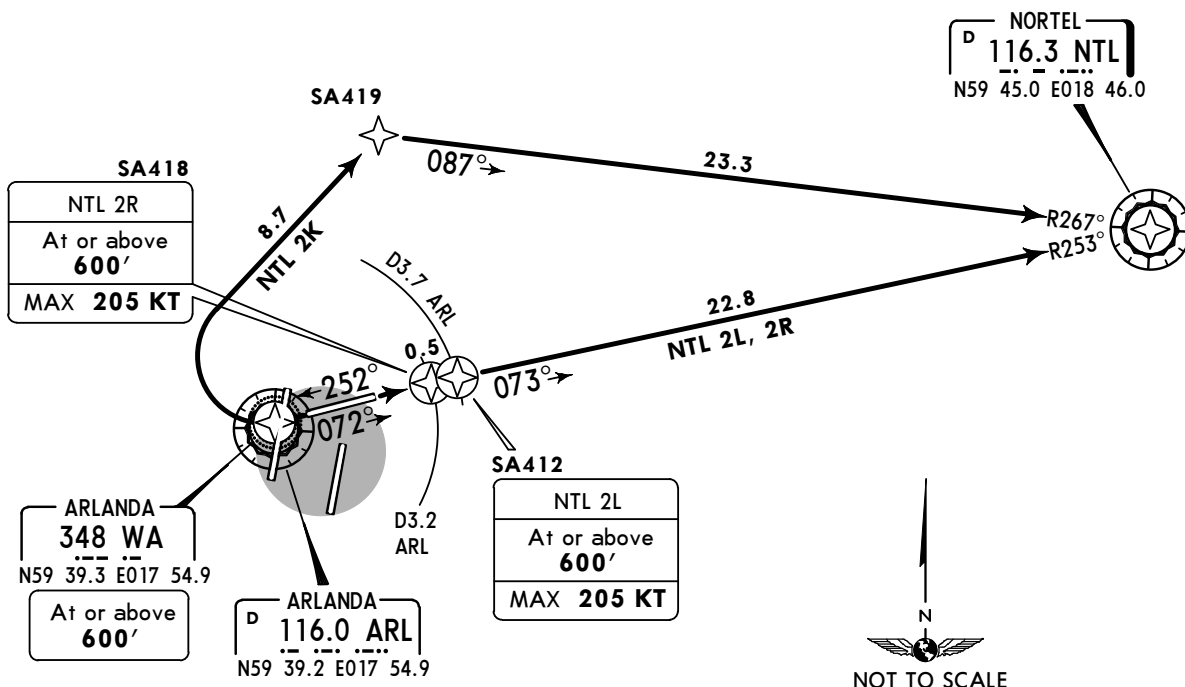 NORTEL
D 116.3 NTL
N59 45.0 E018 46.0
SA419
087°
23.3
R267°
R253°
SA418
NTL 2R
At or above
600'
MAX 205 KT
8.7
NTL 2K
D3.7 ARL
0.5
22.8
NTL 2L, 2R
073°
252°
072°
D3.2
ARL
SA412
NTL 2L
At or above
600'
MAX 205 KT
ARLANDA
348 WA
N59 39.3 E017 54.9
At or above
600'
ARLANDA
D 116.0 ARL
N59 39.2 E017 54.9
N
NOT TO SCALE